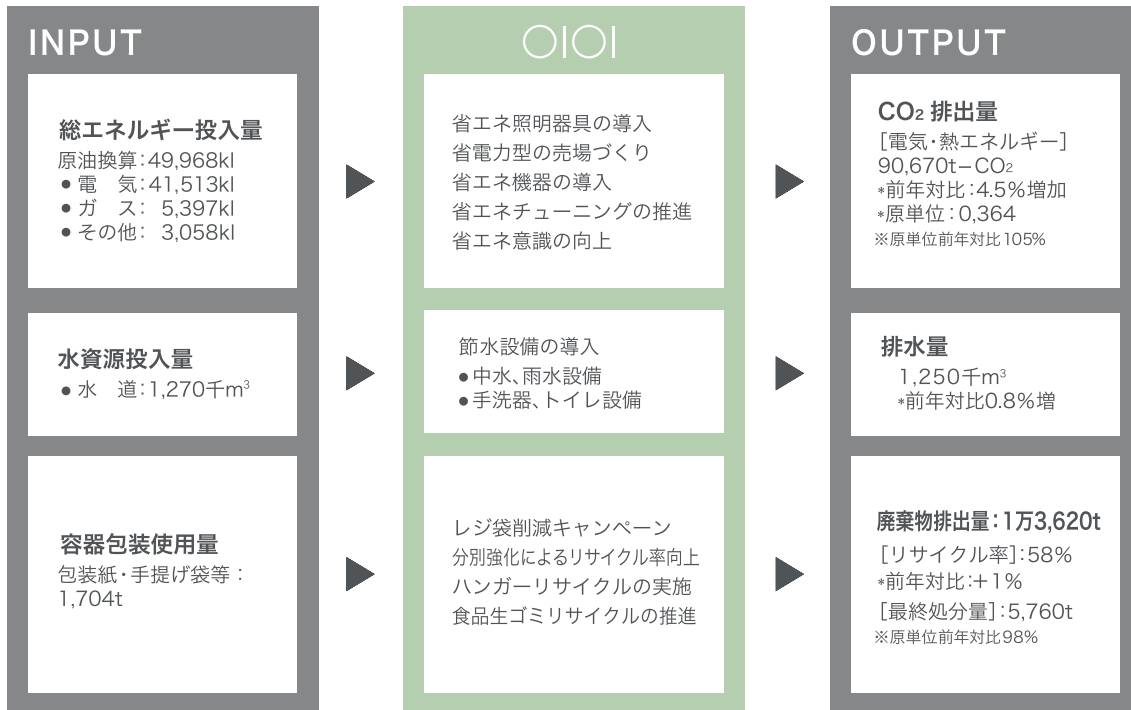 INPUT
総エネルギー投入量
原油換算:49,968kl
●電　気:41,513kl
●ガ　ス: 5,397kl
●その他: 3,058kl
水資源投入量
●水　道:1,270千m³
容器包装使用量
包装紙・手提げ袋等:
1,704t
○|○|
省エネ照明器具の導入
省電力型の売場づくり
省エネ機器の導入
省エネチューニングの推進
省エネ意識の向上
節水設備の導入
●中水、雨水設備
●手洗器、トイレ設備
レジ袋削減キャンペーン
分別強化によるリサイクル率向上
ハンガーリサイクルの実施
食品生ゴミリサイクルの推進
OUTPUT
CO₂ 排出量
[電気・熱エネルギー]
90,670t−CO₂
*前年対比:4.5%増加
*原単位:0,364
※原単位前年対比105%
排水量
1,250千m³
*前年対比0.8%増
廃棄物排出量:1万3,620t
[リサイクル率]:58%
*前年対比:+1%
[最終処分量]:5,760t
※原単位前年対比98%